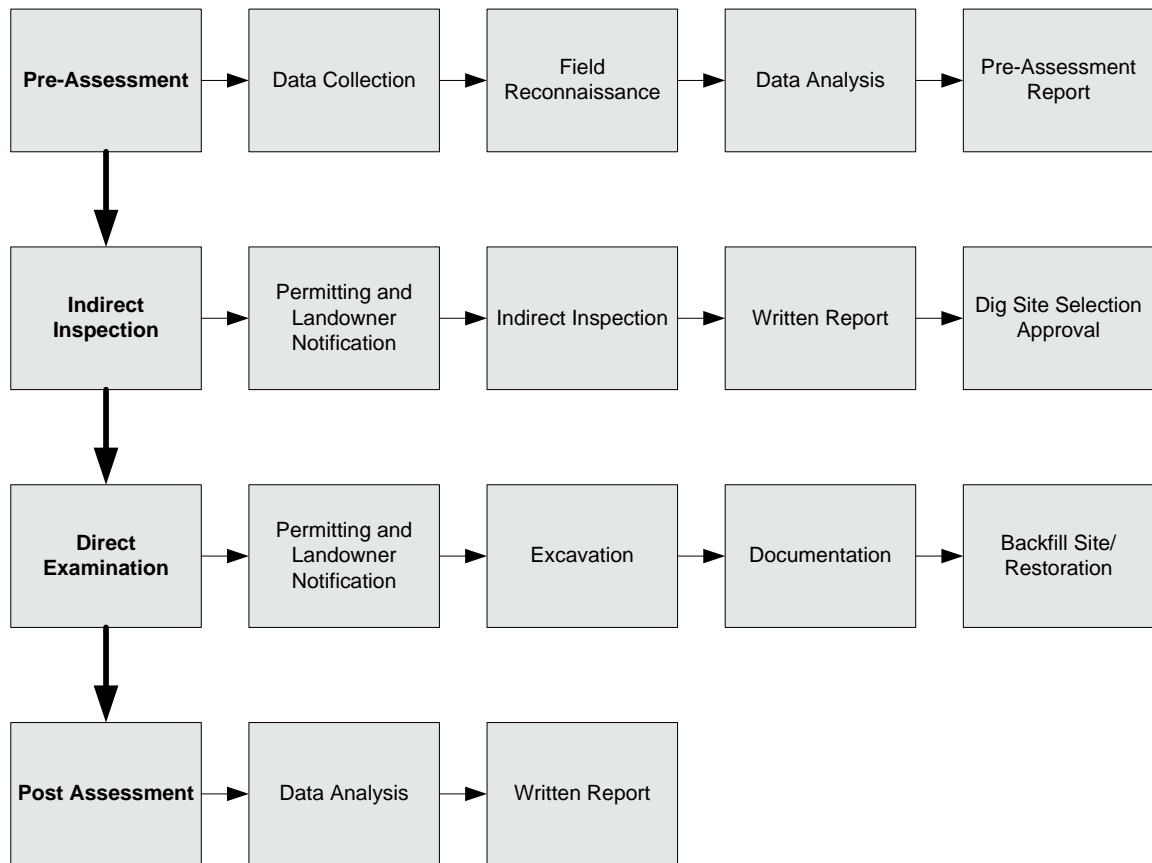 Pre-Assessment
Data Collection
Field
Reconnaissance
Data Analysis
Pre-Assessment
Report
Indirect
Inspection
Permitting and
Landowner
Notification
Indirect Inspection
Written Report
Dig Site Selection
Approval
Direct
Examination
Permitting and
Landowner
Notification
Excavation
Documentation
Backfill Site/
Restoration
Post Assessment
Data Analysis
Written Report